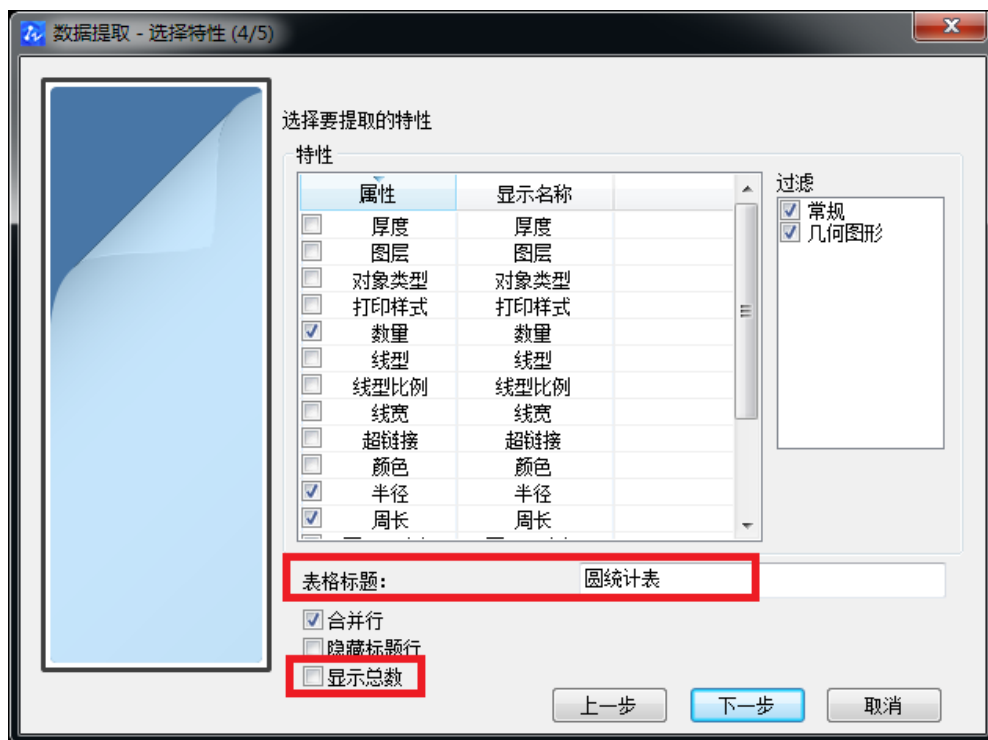 数据提取 - 选择特性 (4/5)
选择要提取的特性
特性
属性 显示名称
厚度 厚度
图层 图层
对象类型 对象类型
打印样式 打印样式
数量 数量
线型 线型
线型比例 线型比例
线宽 线宽
超链接 超链接
颜色 颜色
半径 半径
周长 周长
过滤
常规
几何图形
表格标题: 圆统计表
合并行
隐藏标题行
显示总数
上一步 下一步 取消